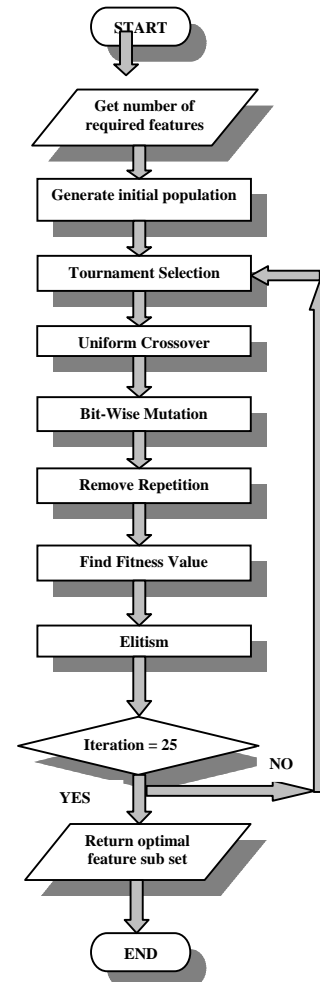 START
Get number of
required features
Generate initial population
Tournament Selection
Uniform Crossover
Bit-Wise Mutation
Remove Repetition
Find Fitness Value
Elitism
Iteration = 25
NO
YES
Return optimal
feature sub set
END